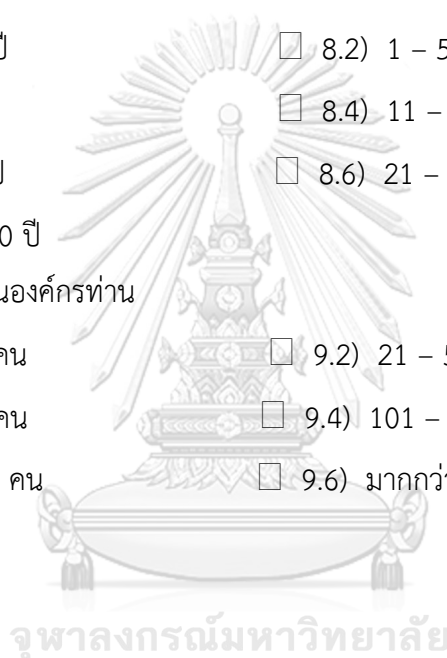 ปี ☐ 8.2) 1 – 5
☐ 8.4) 11 –
ปี ☐ 8.6) 21 –
0 ปี
นองค์กรท่าน
คน ☐ 9.2) 21 – 5
คน ☐ 9.4) 101 –
คน ☐ 9.6) มากกว่
จุฬาลงกรณ์มหาวิทยาลัย